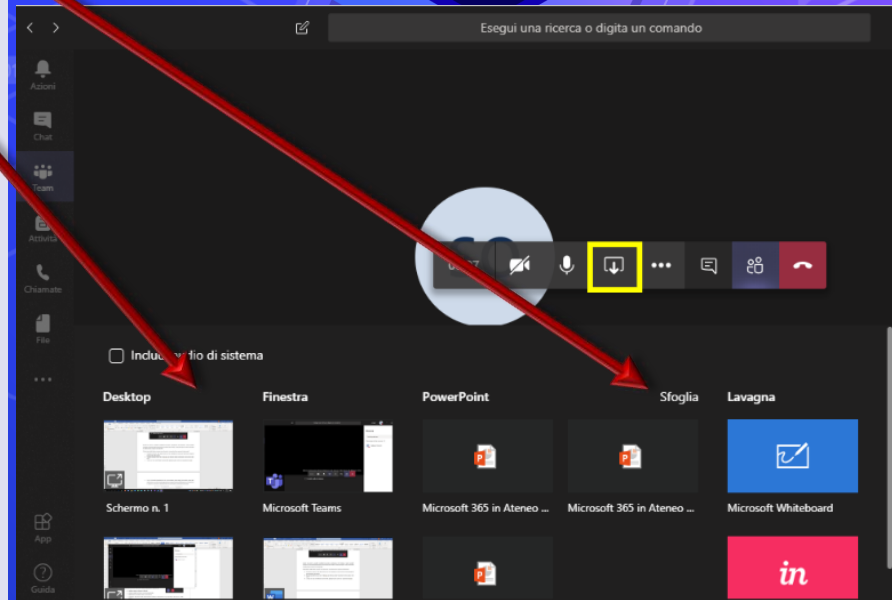 Esegui una ricerca o digita un comando
Azioni
Chat
Team
Attività
Chiamate
File
App
Guida
Includi audio di sistema
Desktop
Finestra
PowerPoint
Sfoglia
Lavagna
Schermo n. 1
Microsoft Teams
Microsoft 365 in Ateneo ...
Microsoft 365 in Ateneo ...
Microsoft Whiteboard
in